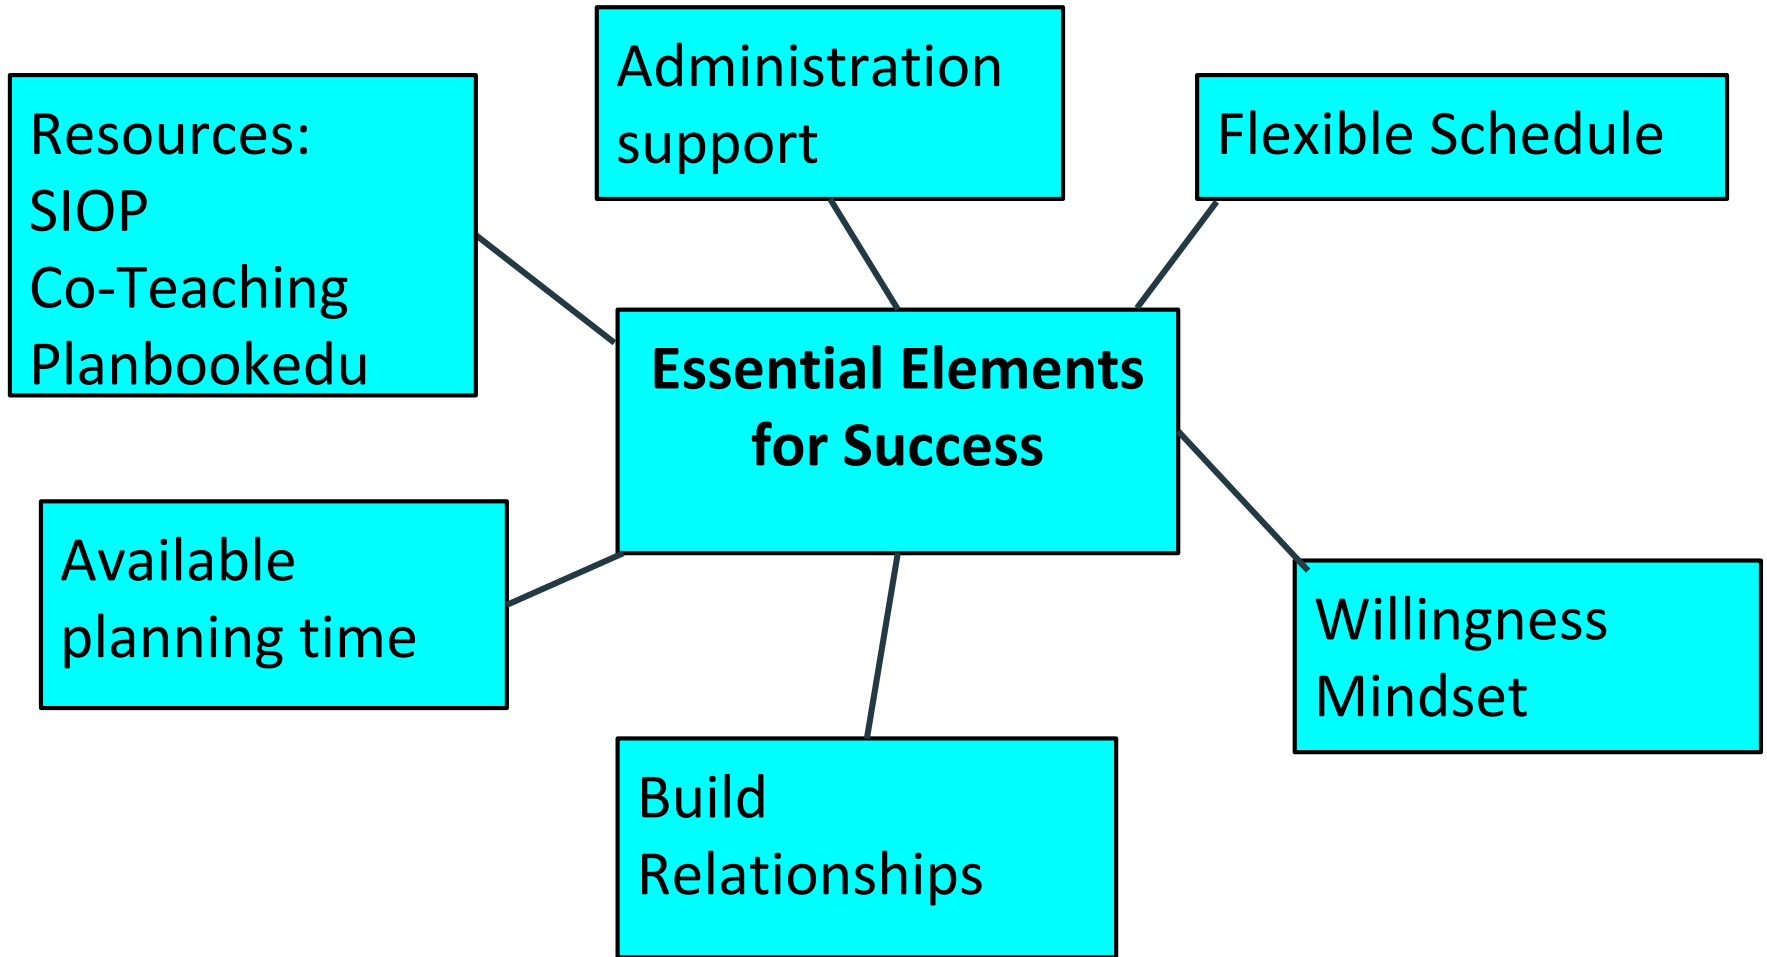 Administration
support
Resources:
SIOP
Co-Teaching
Planbookedu
Flexible Schedule
Essential Elements
for Success
Available
planning time
Willingness
Mindset
Build
Relationships